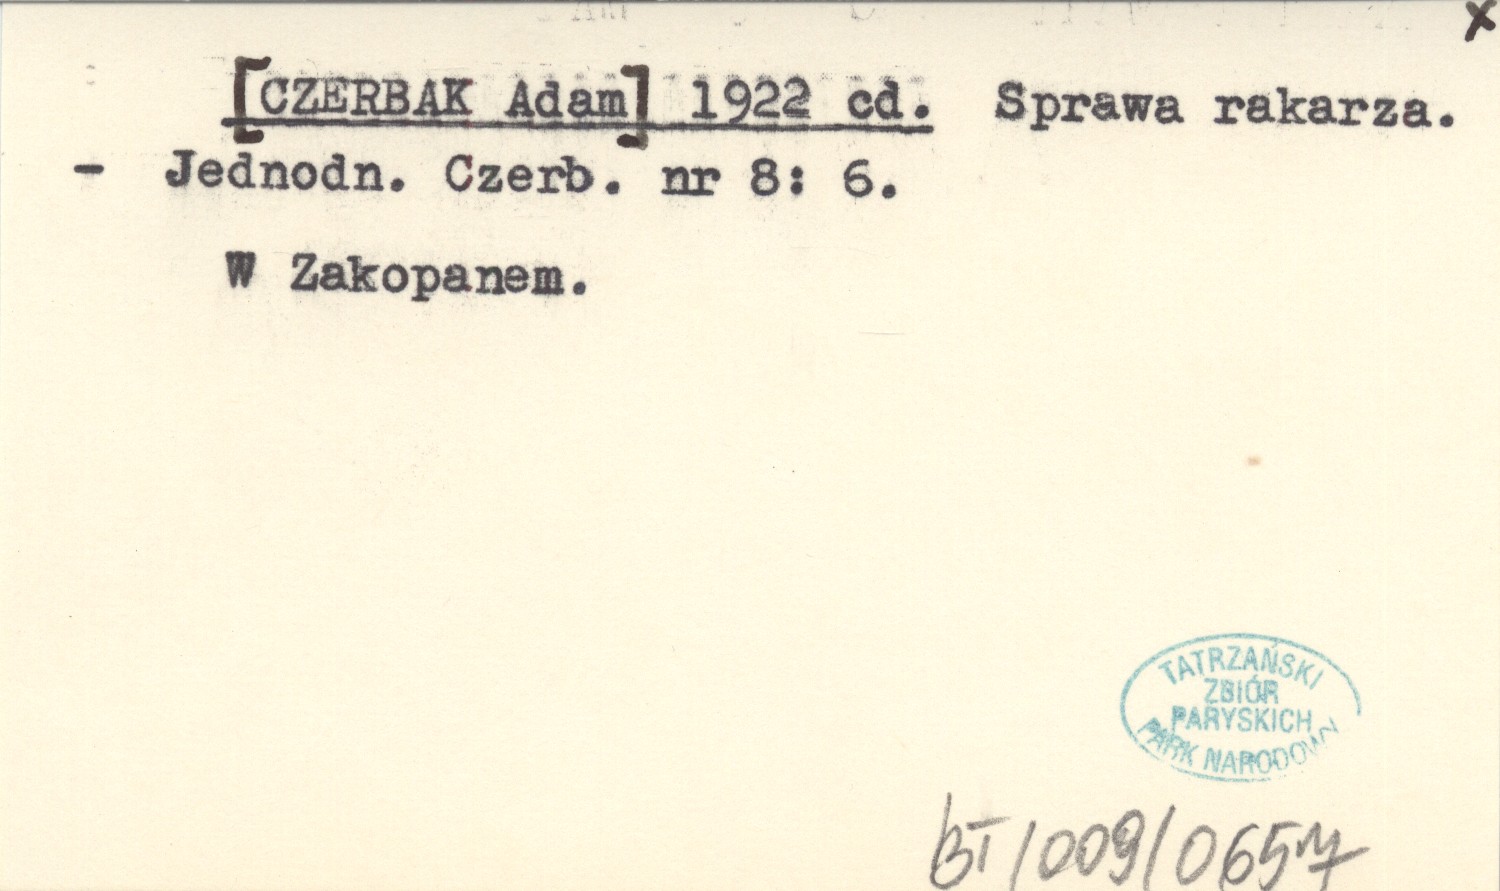 x
[CZERBAK Adam] 1922 cd. Sprawa rakarza.
- Jednodn. Czerb. nr 8: 6.
W Zakopanem.
TATRZAŃSKI
ZBIÓR
PARYSKICH
PARK NARODOWY
BT/009/0657